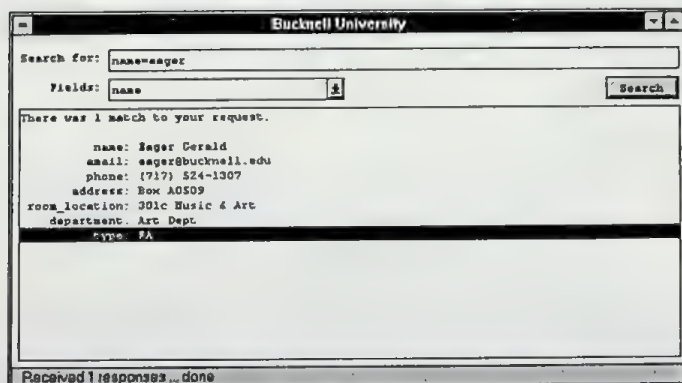 Bucknell University
Search for: name=eager
Fields: name
Search
There was 1 match to your request.
name: Eager Gerald
email: eager@bucknell.edu
phone: (717) 524-1307
address: Box A0509
room_location: 301c Music & Art
department: Art Dept
type: FA
Received 1 responses... done